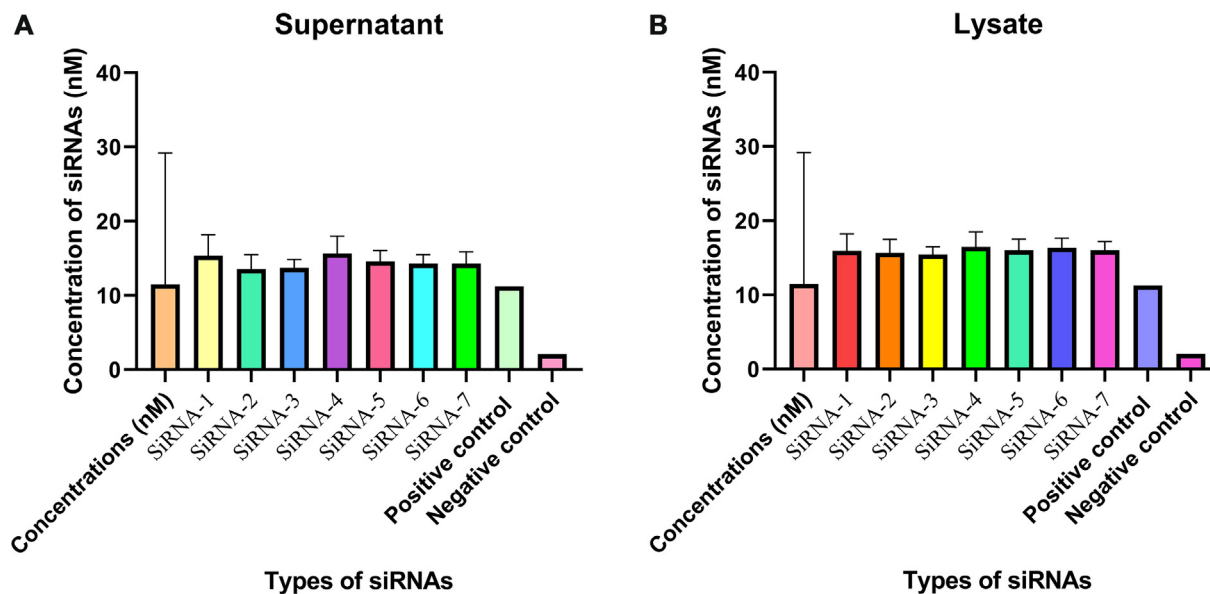 A
Supernatant
Concentration of siRNAs (nM)
40
30
20
10
0
Concentrations (nM)
SiRNA-1
SiRNA-2
SiRNA-3
SiRNA-4
SiRNA-5
SiRNA-6
SiRNA-7
Positive control
Negative control
Types of siRNAs
B
Lysate
Concentration of siRNAs (nM)
40
30
20
10
0
Concentrations (nM)
SiRNA-1
SiRNA-2
SiRNA-3
SiRNA-4
SiRNA-5
SiRNA-6
SiRNA-7
Positive control
Negative control
Types of siRNAs